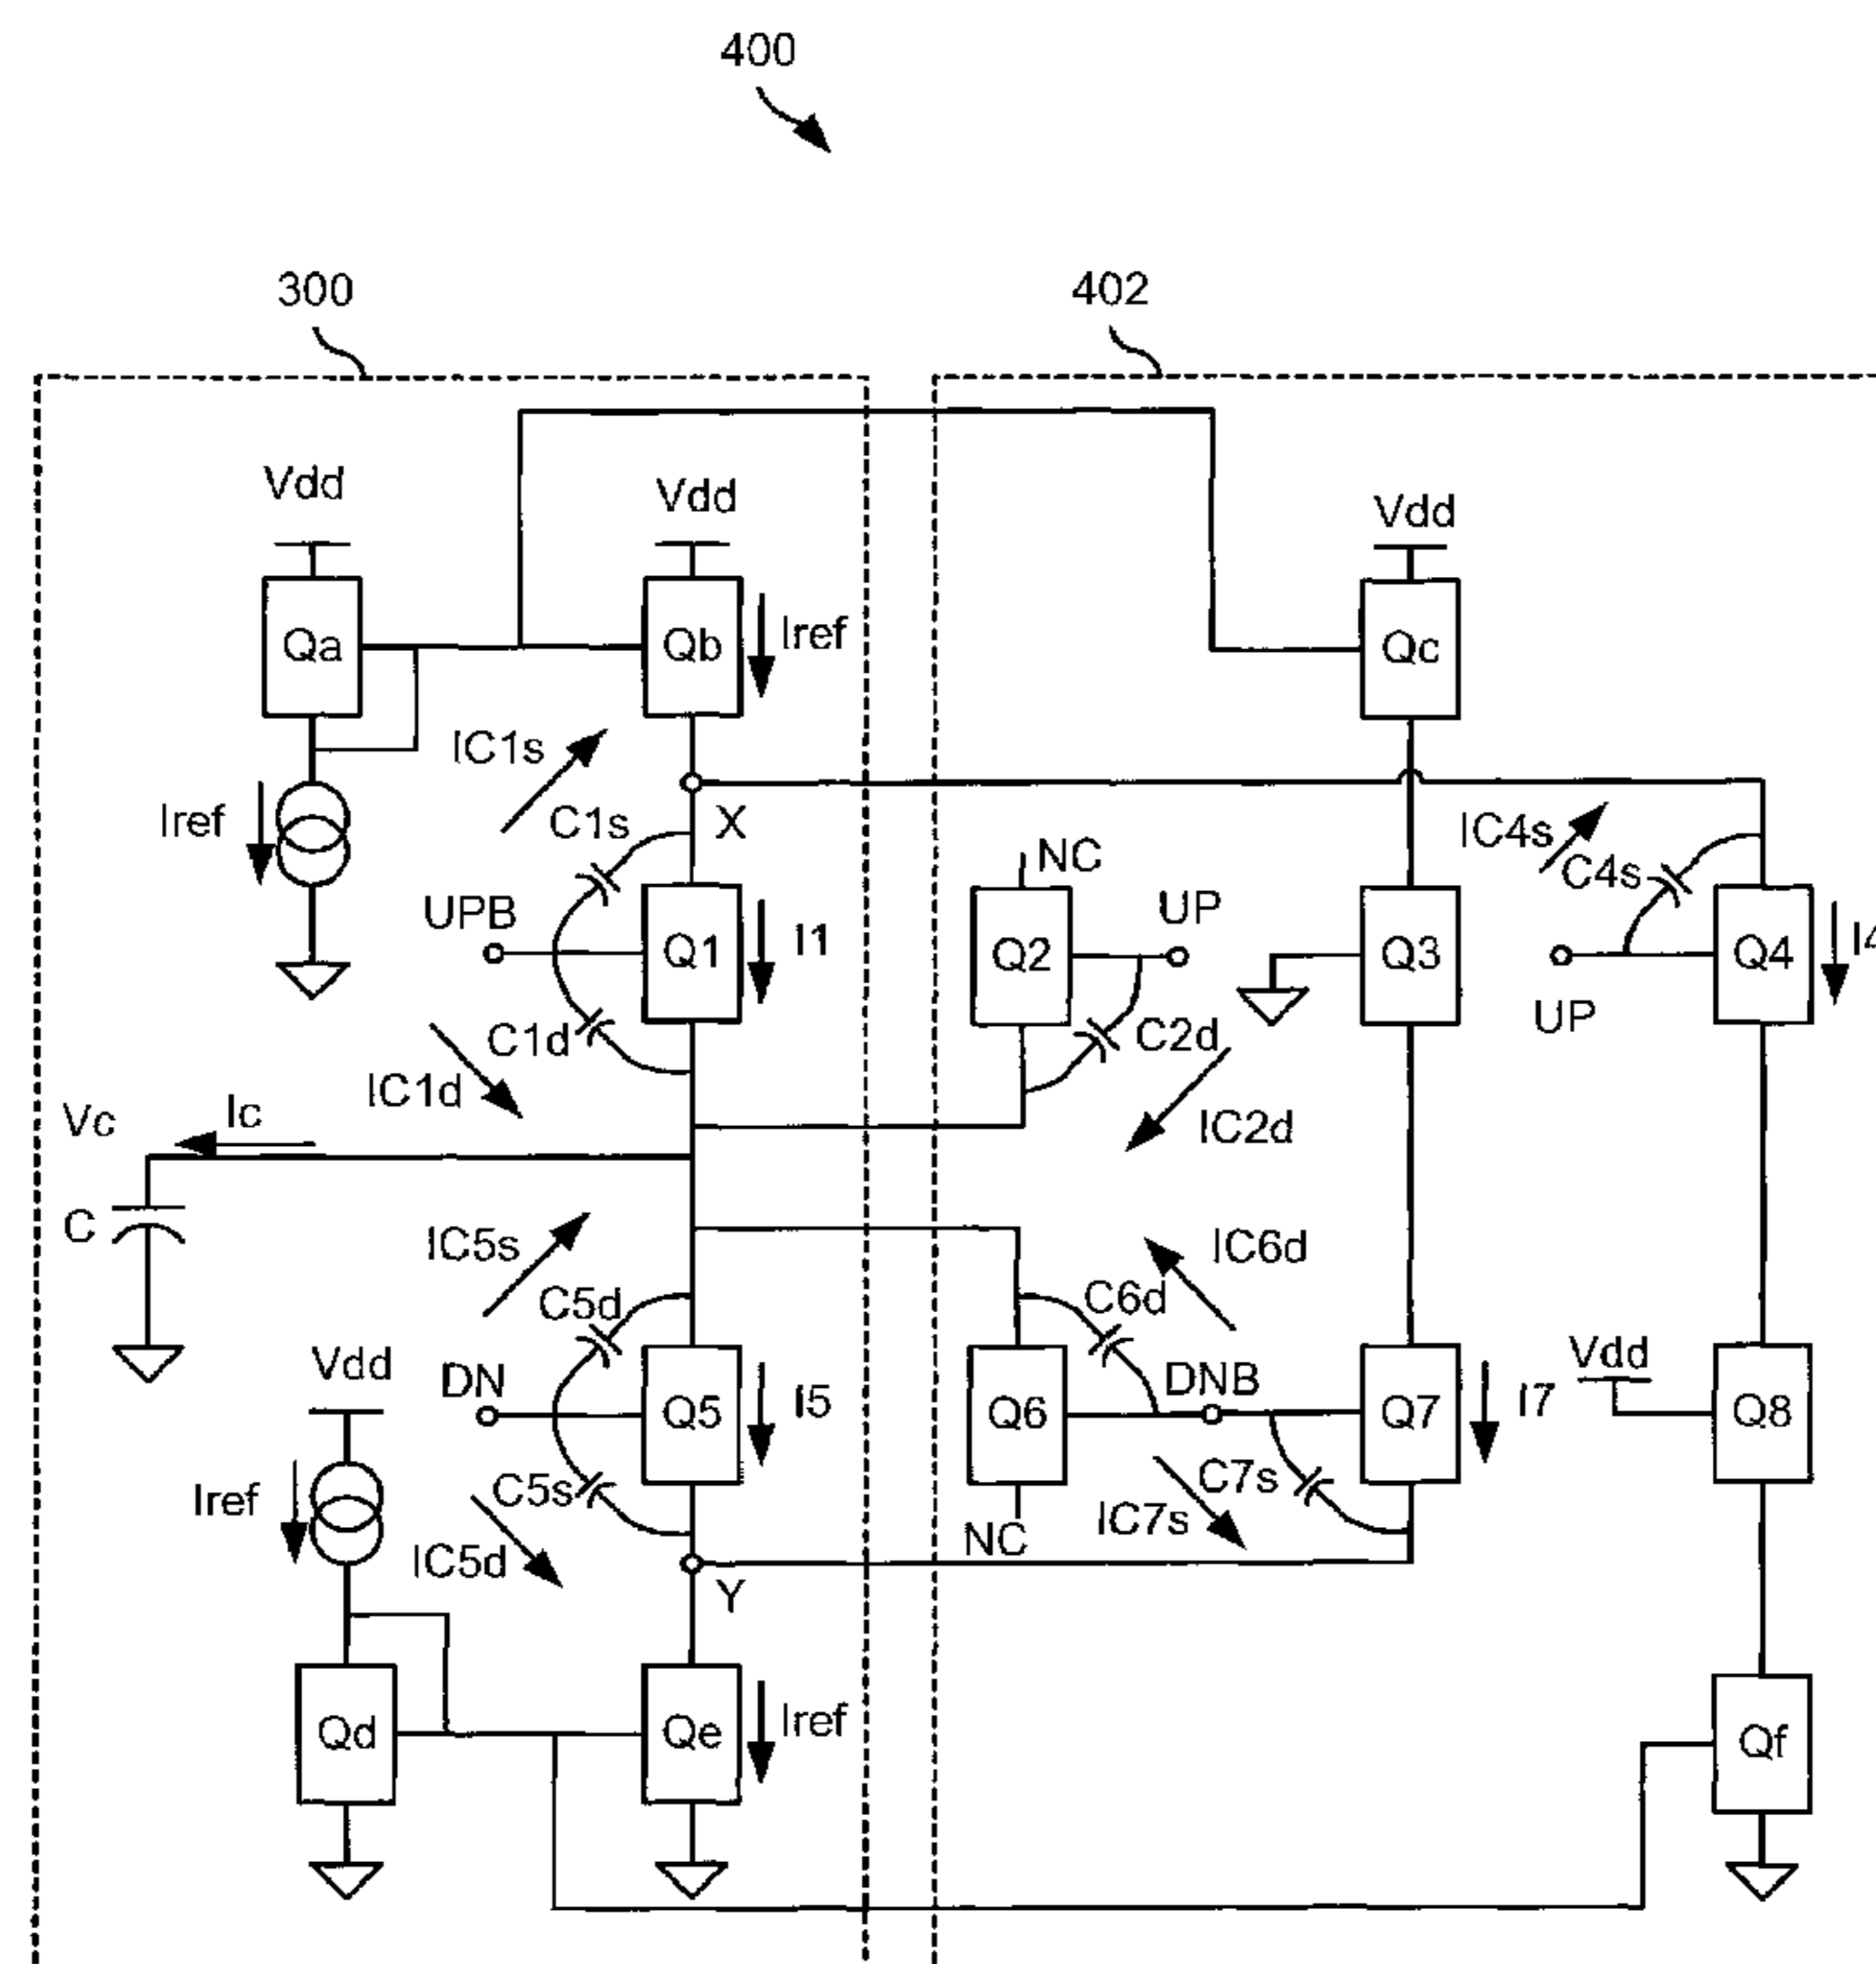 400
300
402
Vdd
Vdd
Vdd
Qa
Qb
Iref
Qc
IC1s
Iref
C1s
X
NC
IC4s
C4s
UPB
Q1
I1
Q2
UP
Q3
Q4
UP
C1d
C2d
IC1d
Vc
Ic
IC2d
C
IC5s
IC6d
C5d
C6d
Vdd
DN
Q5
I5
Q6
DNB
Q7
I7
Vdd
Q8
Iref
C5s
C7s
IC5d
NC
IC7s
Y
Qd
Qe
Iref
Qf